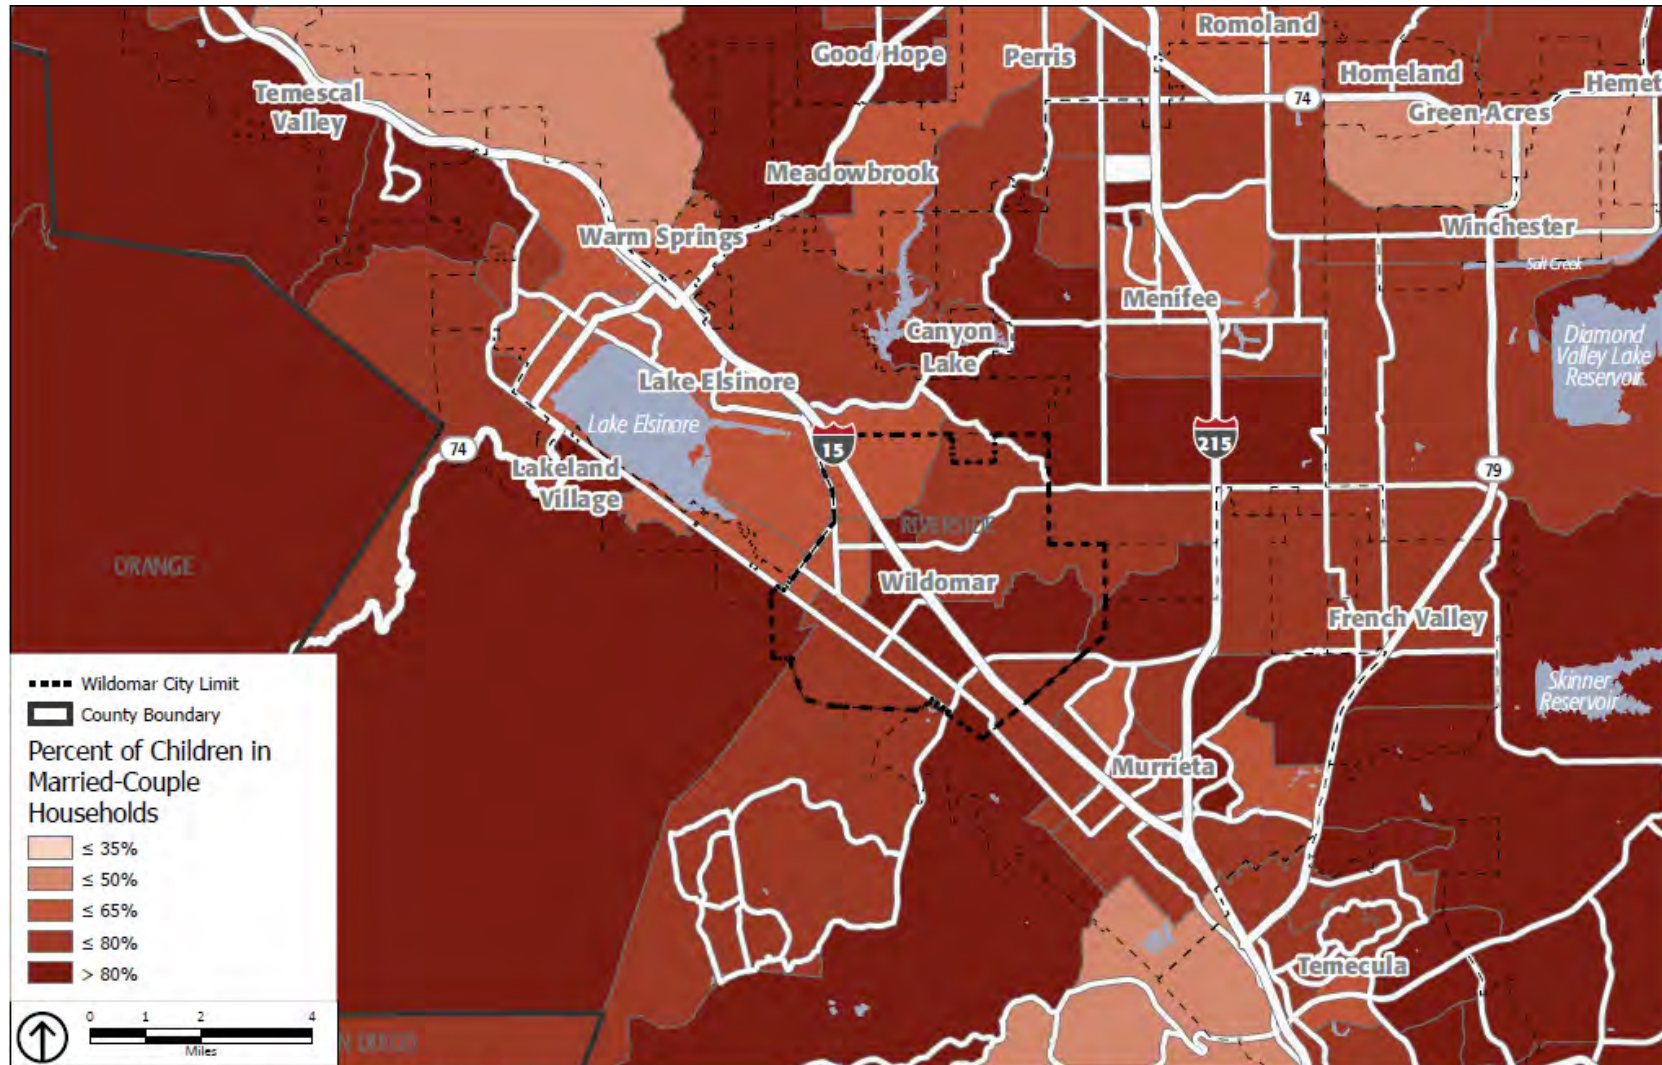 Romoland
Good Hope
Perris
Homeland
Hemet
Temescal
Valley
74
Green Acres
Meadowbrook
Warm Springs
Winchester
Salt Creek
Menifee
Canyon
Lake
Diamond
Valley Lake
Reservoir
Lake Elsinore
Lake Elsinore
15
215
74
79
Lakeland
Village
RIVERSIDE
ORANGE
Wildomar
French Valley
Skinner
Reservoir
Murrieta
Temecula
N DIEGO
Wildomar City Limit
County Boundary
Percent of Children in
Married-Couple
Households
≤ 35%
≤ 50%
≤ 65%
≤ 80%
> 80%
0 1 2 4
Miles